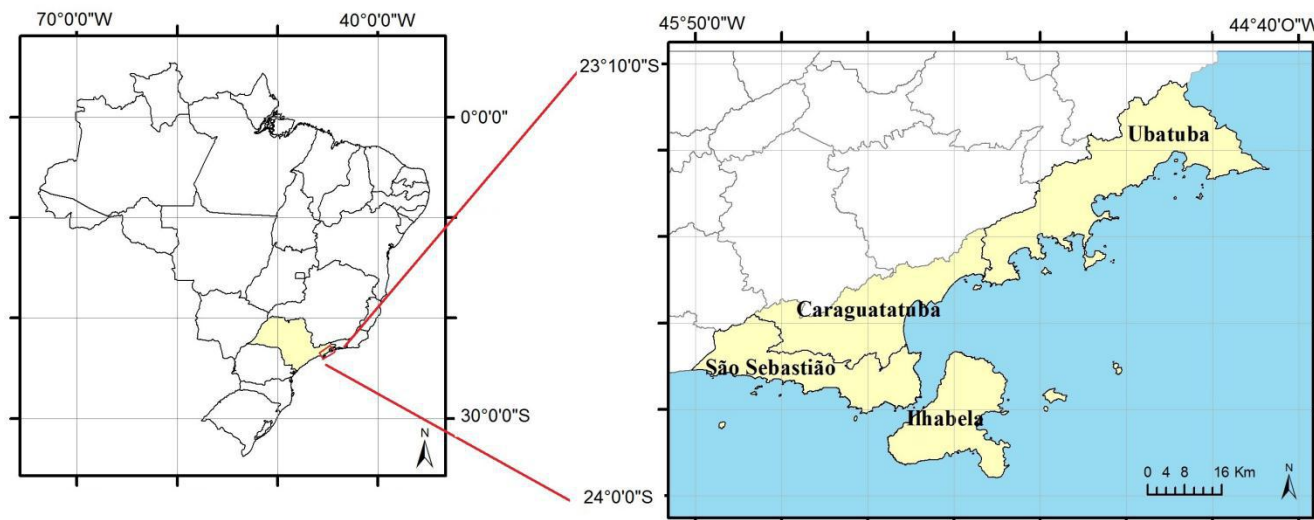 70°0'0"W
40°0'0"W
0°0'0"
30°0'0"S
N
45°50'0"W
44°40'0"W
23°10'0"S
24°0'0"S
Ubatuba
Caraguatatuba
São Sebastião
Ilhabela
0 4 8 16 Km
N